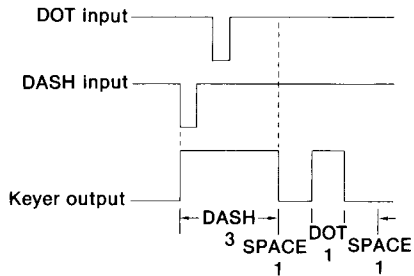 DOT input
DASH input
Keyer output
DASH
3
SPACE
1
DOT
1
SPACE
1